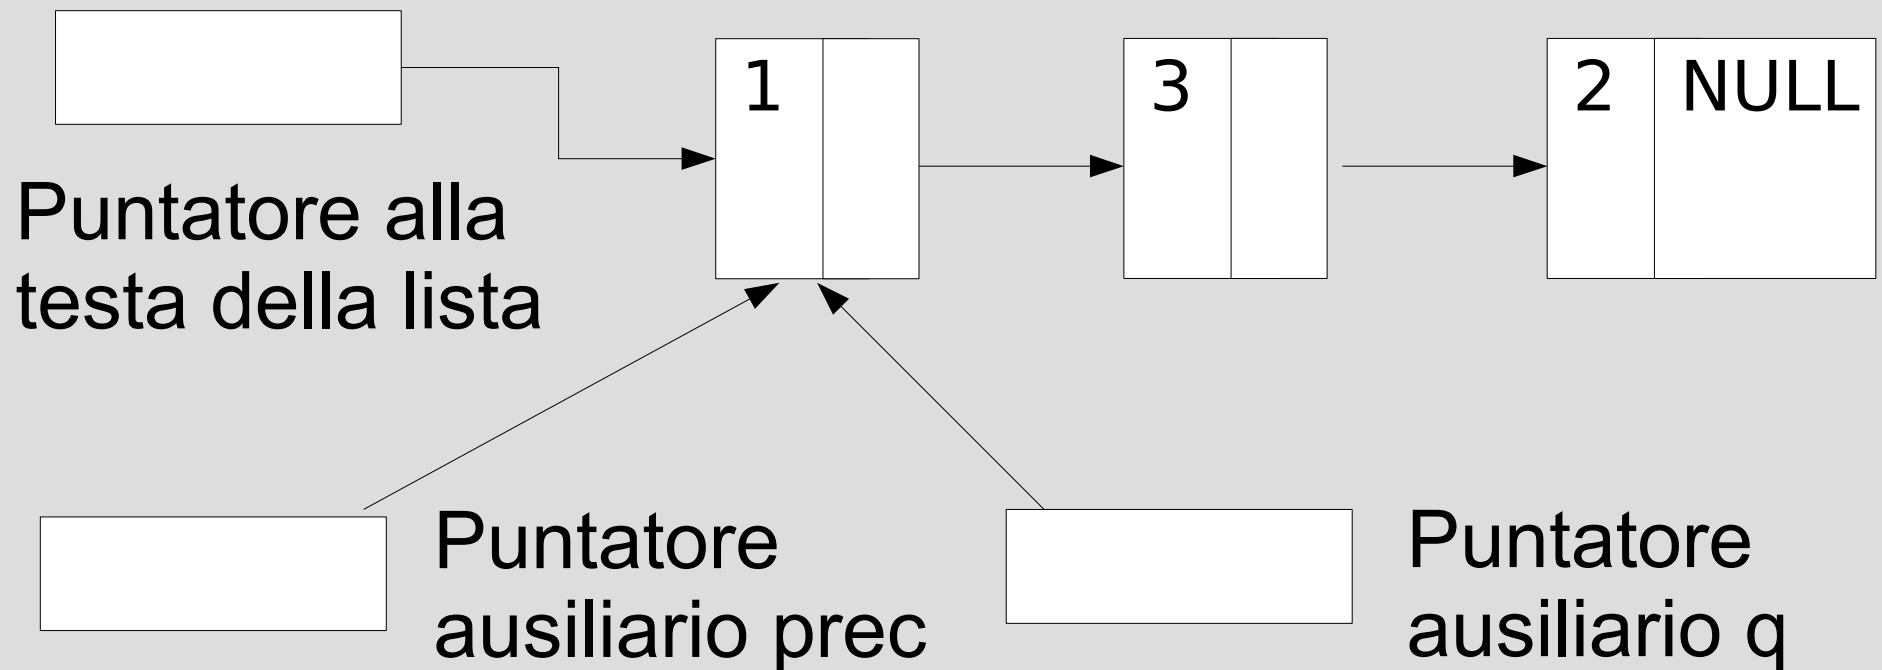 1
3
2 NULL
Puntatore alla
testa della lista
Puntatore
ausiliario prec
Puntatore
ausiliario q